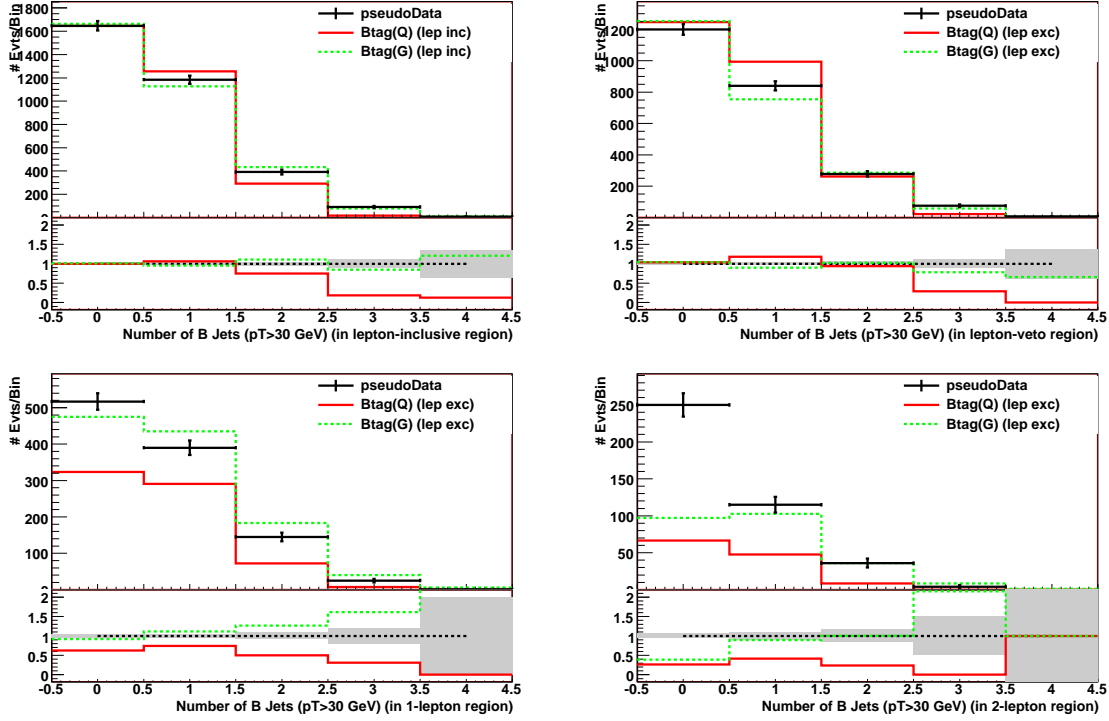 # Evts/Bin
1800
1600
1400
1200
1000
800
600
400
200
pseudoData
Btag(Q) (lep inc)
Btag(G) (lep inc)
2
1.5
1
0.5
0
-0.5 0 0.5 1 1.5 2 2.5 3 3.5 4 4.5
Number of B Jets (pT>30 GeV) (in lepton-inclusive region)
# Evts/Bin
1200
1000
800
600
400
200
pseudoData
Btag(Q) (lep exc)
Btag(G) (lep exc)
2
1.5
1
0.5
0
-0.5 0 0.5 1 1.5 2 2.5 3 3.5 4 4.5
Number of B Jets (pT>30 GeV) (in lepton-veto region)
# Evts/Bin
500
400
300
200
100
pseudoData
Btag(Q) (lep exc)
Btag(G) (lep exc)
2
1.5
1
0.5
0
-0.5 0 0.5 1 1.5 2 2.5 3 3.5 4 4.5
Number of B Jets (pT>30 GeV) (in 1-lepton region)
# Evts/Bin
250
200
150
100
50
pseudoData
Btag(Q) (lep exc)
Btag(G) (lep exc)
2
1.5
1
0.5
0
-0.5 0 0.5 1 1.5 2 2.5 3 3.5 4 4.5
Number of B Jets (pT>30 GeV) (in 2-lepton region)